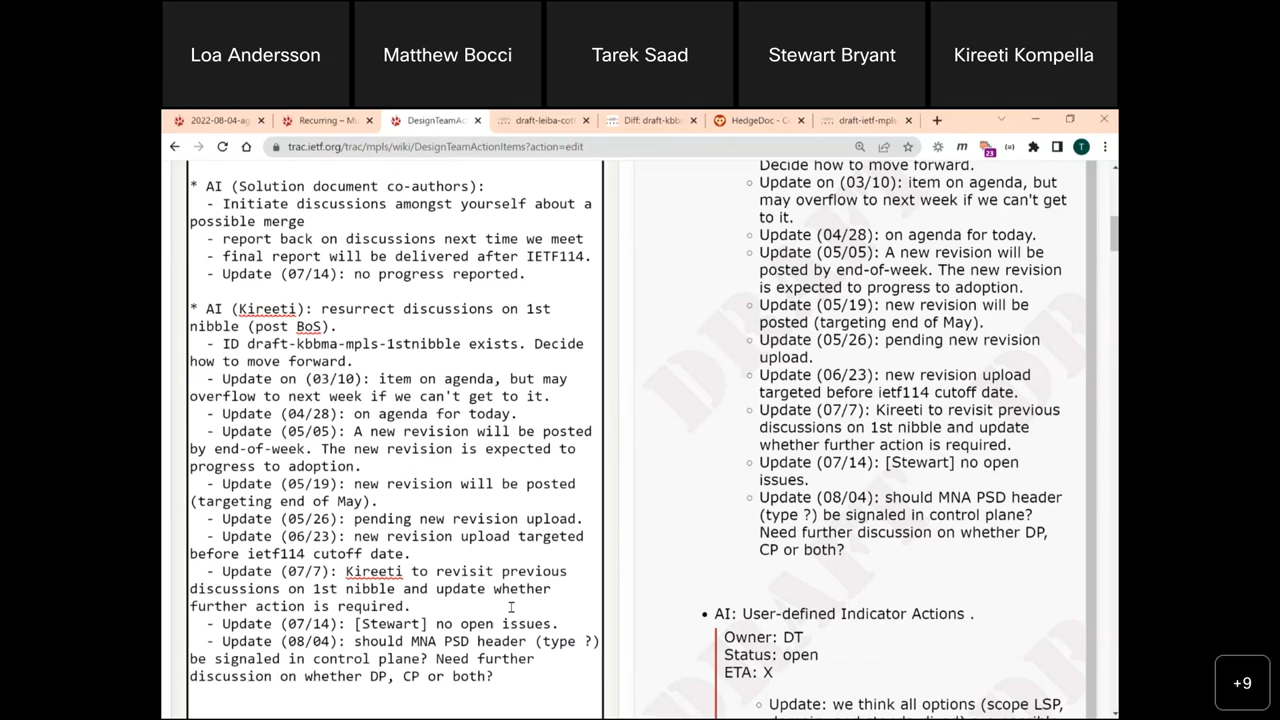 Loa Andersson
Matthew Bocci
Tarek Saad
Stewart Bryant
Kireeti Kompella
2022-08-04-ag
Recurring – Mu
DesignTeamAc
draft-leiba-cot
Diff: draft-kbb
HedgeDoc - C
draft-ietf-mpls
trac.ietf.org/trac/mpls/wiki/DesignTeamActionItems?action=edit
23
T
* AI (Solution document co-authors):
- Initiate discussions amongst yourself about a
possible merge
- report back on discussions next time we meet
- final report will be delivered after IETF114.
- Update (07/14): no progress reported.
* AI (Kireeti): resurrect discussions on 1st
nibble (post BoS).
- ID draft-kbbma-mpls-1stnibble exists. Decide
how to move forward.
- Update on (03/10): item on agenda, but may
overflow to next week if we can't get to it.
- Update (04/28): on agenda for today.
- Update (05/05): A new revision will be posted
by end-of-week. The new revision is expected to
progress to adoption.
- Update (05/19): new revision will be posted
(targeting end of May).
- Update (05/26): pending new revision upload.
- Update (06/23): new revision upload targeted
before ietf114 cutoff date.
- Update (07/7): Kireeti to revisit previous
discussions on 1st nibble and update whether
further action is required.
- Update (07/14): [Stewart] no open issues.
- Update (08/04): should MNA PSD header (type ?)
be signaled in control plane? Need further
discussion on whether DP, CP or both?
Decide how to move forward.
Update on (03/10): item on agenda, but
may overflow to next week if we can't get
to it.
Update (04/28): on agenda for today.
Update (05/05): A new revision will be
posted by end-of-week. The new revision
is expected to progress to adoption.
Update (05/19): new revision will be
posted (targeting end of May).
Update (05/26): pending new revision
upload.
Update (06/23): new revision upload
targeted before ietf114 cutoff date.
Update (07/7): Kireeti to revisit previous
discussions on 1st nibble and update
whether further action is required.
Update (07/14): [Stewart] no open
issues.
Update (08/04): should MNA PSD header
(type ?) be signaled in control plane?
Need further discussion on whether DP,
CP or both?
AI: User-defined Indicator Actions .
Owner: DT
Status: open
ETA: X
Update: we think all options (scope LSP,
+9